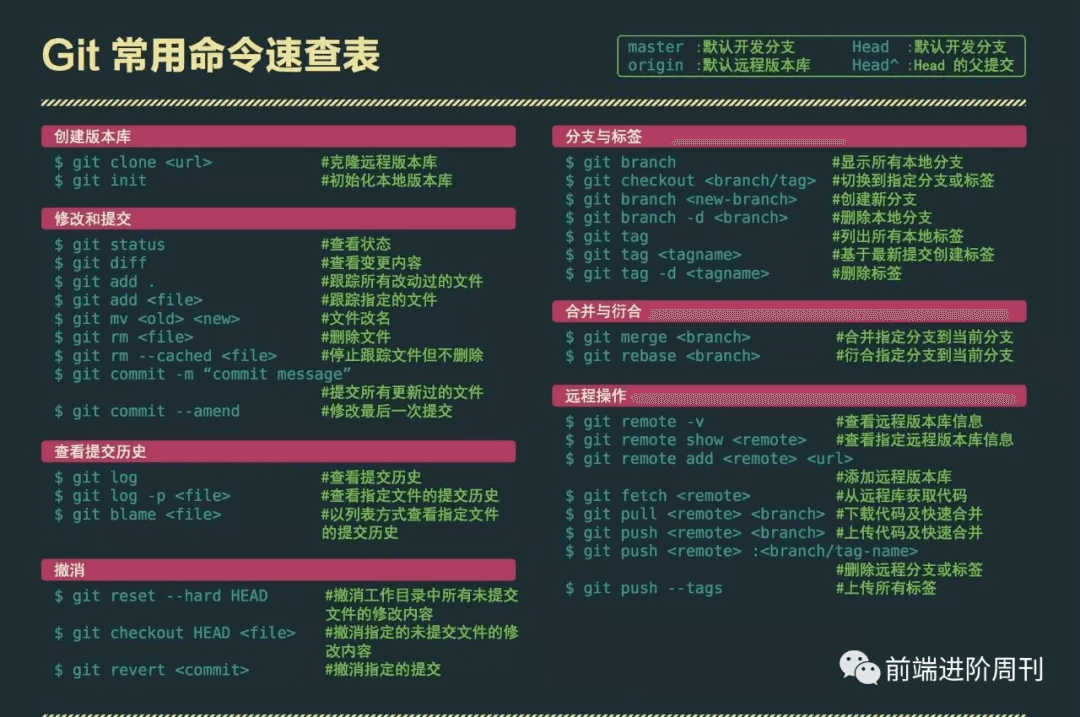 Git 常用命令速查表
master :默认开发分支 Head :默认开发分支
origin :默认远程版本库 Head^ :Head 的父提交
创建版本库
$ git clone <url> #克隆远程版本库
$ git init #初始化本地版本库
修改和提交
$ git status #查看状态
$ git diff #查看变更内容
$ git add . #跟踪所有改动过的文件
$ git add <file> #跟踪指定的文件
$ git mv <old> <new> #文件改名
$ git rm <file> #删除文件
$ git rm --cached <file> #停止跟踪文件但不删除
$ git commit -m “commit message”
#提交所有更新过的文件
$ git commit --amend #修改最后一次提交
查看提交历史
$ git log #查看提交历史
$ git log -p <file> #查看指定文件的提交历史
$ git blame <file> #以列表方式查看指定文件
的提交历史
撤消
$ git reset --hard HEAD #撤消工作目录中所有未提交
文件的修改内容
$ git checkout HEAD <file> #撤消指定的未提交文件的修
改内容
$ git revert <commit> #撤消指定的提交
分支与标签
$ git branch #显示所有本地分支
$ git checkout <branch/tag> #切换到指定分支或标签
$ git branch <new-branch> #创建新分支
$ git branch -d <branch> #删除本地分支
$ git tag #列出所有本地标签
$ git tag <tagname> #基于最新提交创建标签
$ git tag -d <tagname> #删除标签
合并与衍合
$ git merge <branch> #合并指定分支到当前分支
$ git rebase <branch> #衍合指定分支到当前分支
远程操作
$ git remote -v #查看远程版本库信息
$ git remote show <remote> #查看指定远程版本库信息
$ git remote add <remote> <url>
#添加远程版本库
$ git fetch <remote> #从远程库获取代码
$ git pull <remote> <branch> #下载代码及快速合并
$ git push <remote> <branch> #上传代码及快速合并
$ git push <remote> :<branch/tag-name>
#删除远程分支或标签
$ git push --tags #上传所有标签
前端进阶周刊